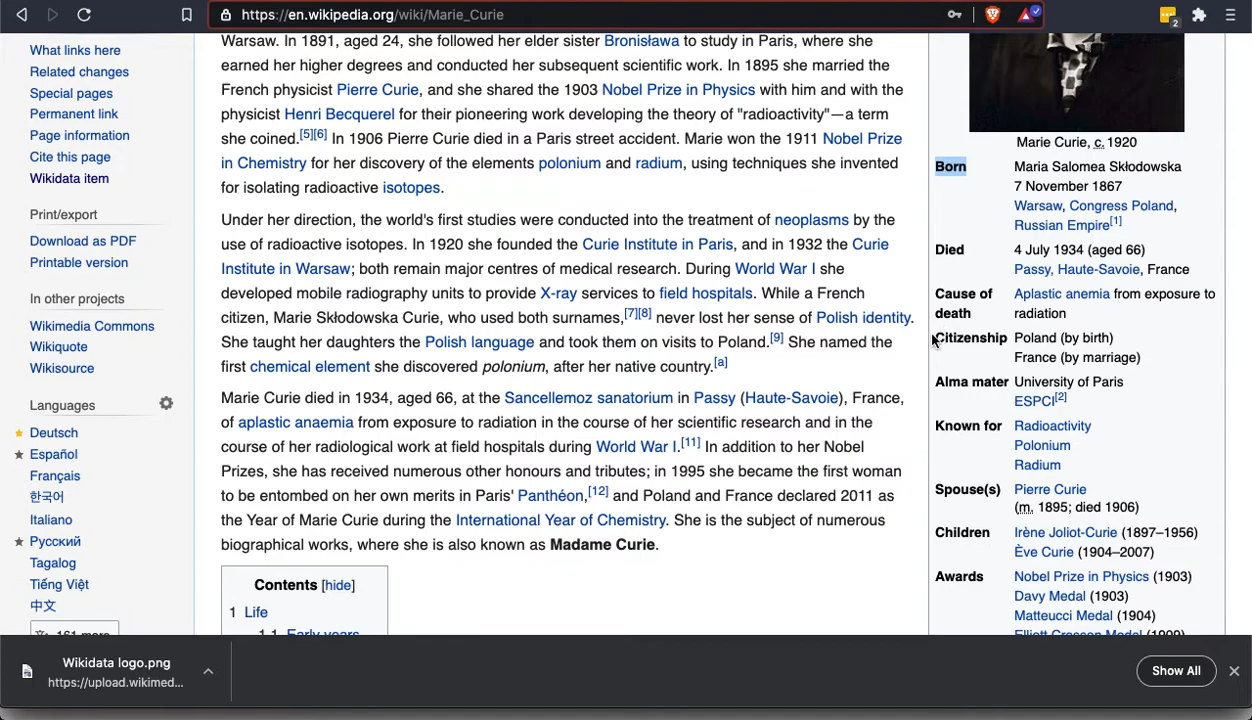 https://en.wikipedia.org/wiki/Marie_Curie
2
What links here
Related changes
Special pages
Permanent link
Page information
Cite this page
Wikidata item
Print/export
Download as PDF
Printable version
In other projects
Wikimedia Commons
Wikiquote
Wikisource
Languages
Deutsch
Español
Français
한국어
Italiano
Русский
Tagalog
Tiếng Việt
中文
161 more
Warsaw. In 1891, aged 24, she followed her elder sister Bronisława to study in Paris, where she
earned her higher degrees and conducted her subsequent scientific work. In 1895 she married the
French physicist Pierre Curie, and she shared the 1903 Nobel Prize in Physics with him and with the
physicist Henri Becquerel for their pioneering work developing the theory of "radioactivity"—a term
she coined.[5][6] In 1906 Pierre Curie died in a Paris street accident. Marie won the 1911 Nobel Prize
in Chemistry for her discovery of the elements polonium and radium, using techniques she invented
for isolating radioactive isotopes.
Under her direction, the world's first studies were conducted into the treatment of neoplasms by the
use of radioactive isotopes. In 1920 she founded the Curie Institute in Paris, and in 1932 the Curie
Institute in Warsaw; both remain major centres of medical research. During World War I she
developed mobile radiography units to provide X-ray services to field hospitals. While a French
citizen, Marie Skłodowska Curie, who used both surnames,[7][8] never lost her sense of Polish identity.
She taught her daughters the Polish language and took them on visits to Poland.[9] She named the
first chemical element she discovered polonium, after her native country.[a]
Marie Curie died in 1934, aged 66, at the Sancellemoz sanatorium in Passy (Haute-Savoie), France,
of aplastic anaemia from exposure to radiation in the course of her scientific research and in the
course of her radiological work at field hospitals during World War I.[11] In addition to her Nobel
Prizes, she has received numerous other honours and tributes; in 1995 she became the first woman
to be entombed on her own merits in Paris' Panthéon,[12] and Poland and France declared 2011 as
the Year of Marie Curie during the International Year of Chemistry. She is the subject of numerous
biographical works, where she is also known as Madame Curie.
Contents [hide]
1 Life
1.1 Early years
Marie Curie, c. 1920
Born Maria Salomea Skłodowska
7 November 1867
Warsaw, Congress Poland,
Russian Empire[1]
Died 4 July 1934 (aged 66)
Passy, Haute-Savoie, France
Cause of death Aplastic anemia from exposure to
radiation
Citizenship Poland (by birth)
France (by marriage)
Alma mater University of Paris
ESPCI[2]
Known for Radioactivity
Polonium
Radium
Spouse(s) Pierre Curie
(m. 1895; died 1906)
Children Irène Joliot-Curie (1897–1956)
Ève Curie (1904–2007)
Awards Nobel Prize in Physics (1903)
Davy Medal (1903)
Matteucci Medal (1904)
Elliott Cresson Medal (1909)
Wikidata logo.png
https://upload.wikimed...
Show All